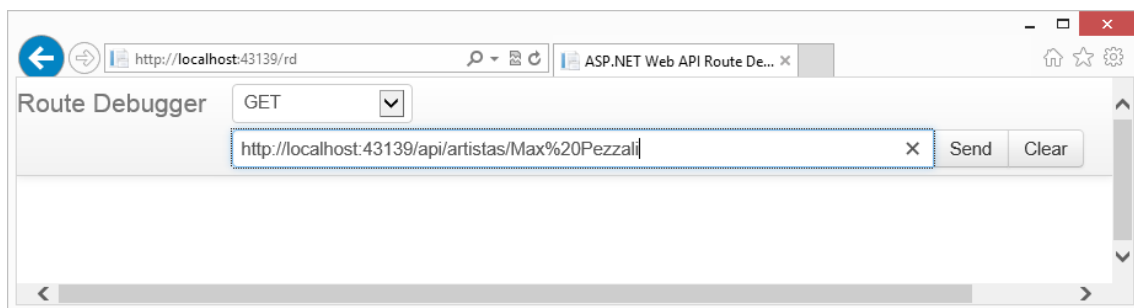 http://localhost:43139/rd
ASP.NET Web API Route De...
Route Debugger GET
http://localhost:43139/api/artistas/Max%20Pezzali Send Clear